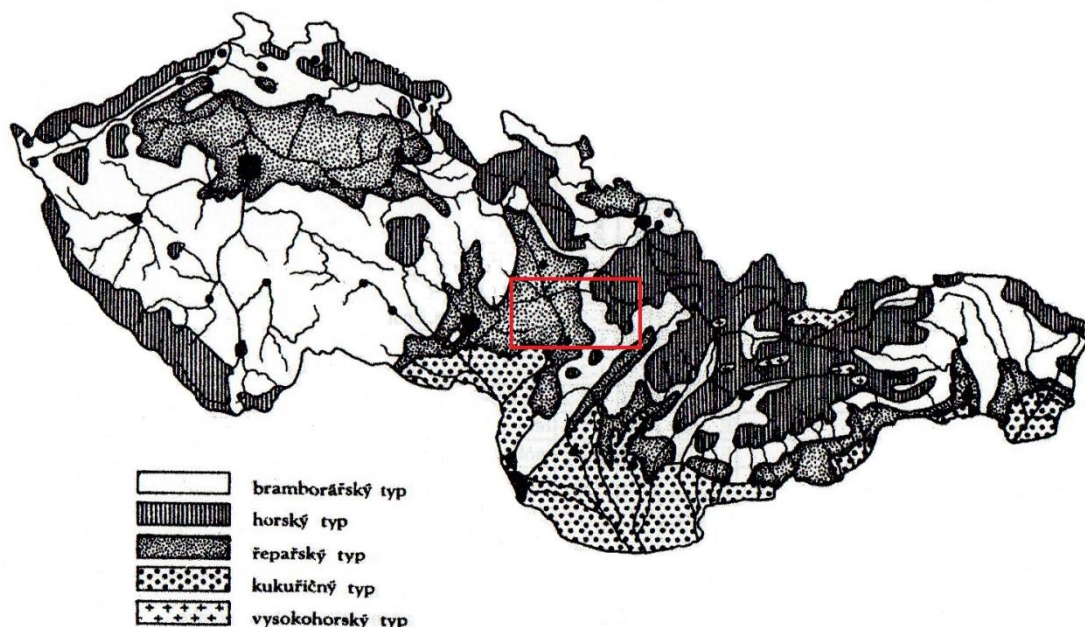 bramborářský typ
horský typ
řepařský typ
kukuřičný typ
vysokohorský typ